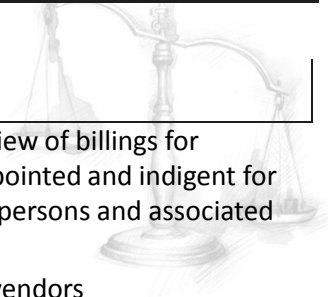 iew of billings for
pointed and indigent for
persons and associated
vendors